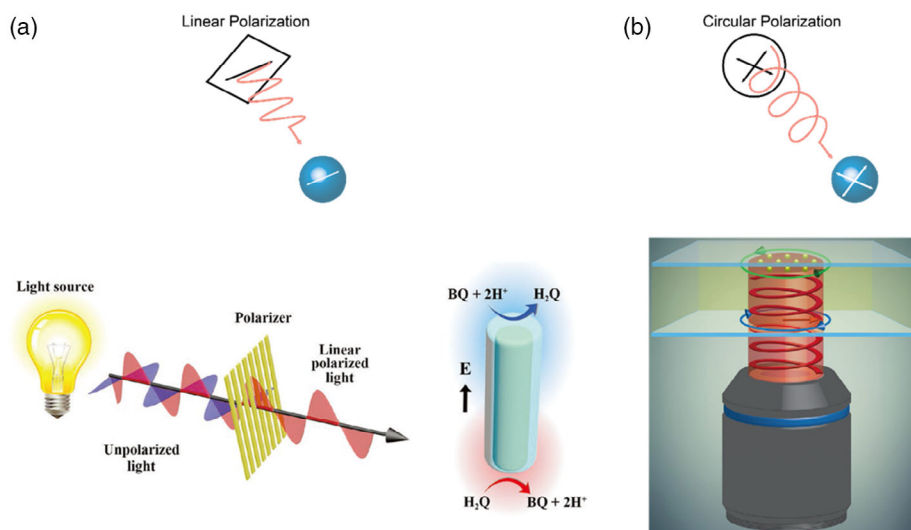 (a)
Linear Polarization
(b)
Circular Polarization
Light source
Polarizer
Linear
polarized
light
Unpolarized
light
BQ + 2H⁺
H₂Q
E
H₂Q
BQ + 2H⁺